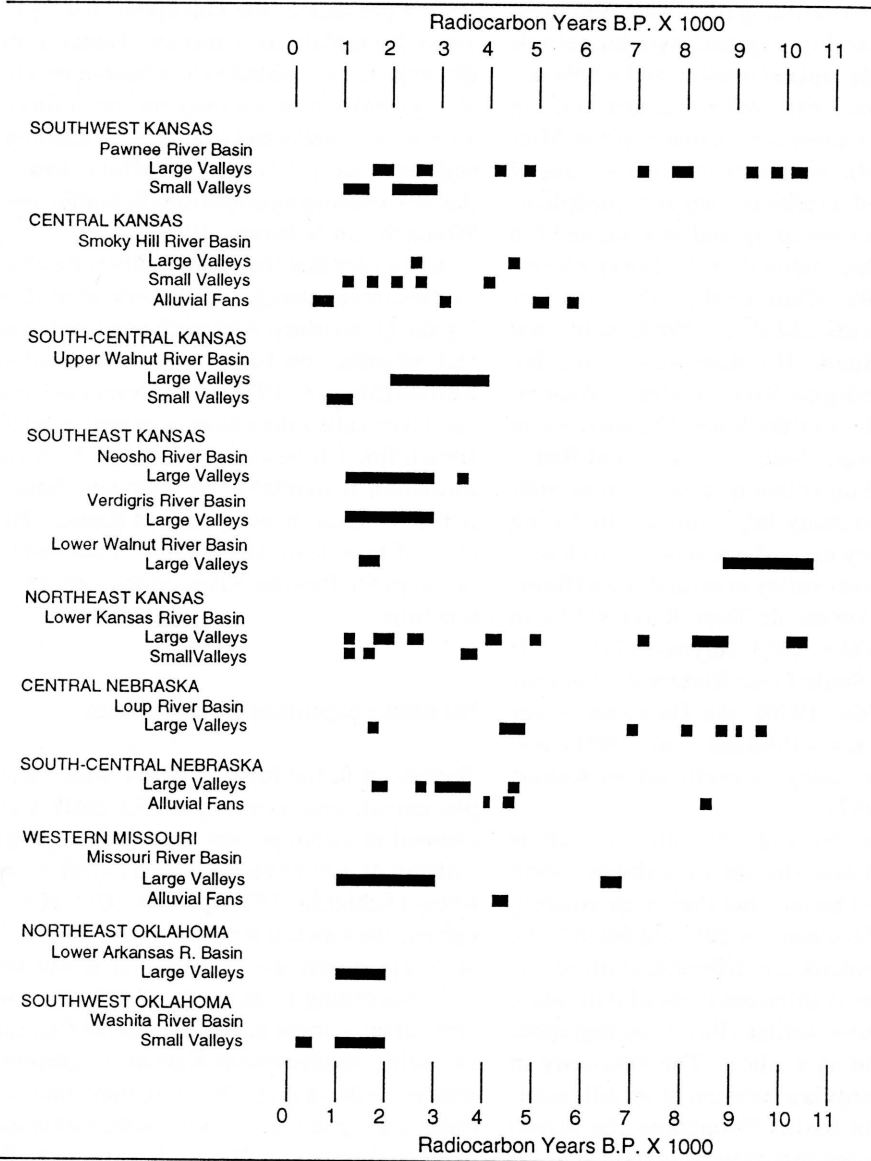 Radiocarbon Years B.P. X 1000
0 1 2 3 4 5 6 7 8 9 10 11
SOUTHWEST KANSAS
Pawnee River Basin
Large Valleys
Small Valleys
CENTRAL KANSAS
Smoky Hill River Basin
Large Valleys
Small Valleys
Alluvial Fans
SOUTH-CENTRAL KANSAS
Upper Walnut River Basin
Large Valleys
Small Valleys
SOUTHEAST KANSAS
Neosho River Basin
Large Valleys
Verdigris River Basin
Large Valleys
Lower Walnut River Basin
Large Valleys
NORTHEAST KANSAS
Lower Kansas River Basin
Large Valleys
SmallValleys
CENTRAL NEBRASKA
Loup River Basin
Large Valleys
SOUTH-CENTRAL NEBRASKA
Large Valleys
Alluvial Fans
WESTERN MISSOURI
Missouri River Basin
Large Valleys
Alluvial Fans
NORTHEAST OKLAHOMA
Lower Arkansas R. Basin
Large Valleys
SOUTHWEST OKLAHOMA
Washita River Basin
Small Valleys
0 1 2 3 4 5 6 7 8 9 10 11
Radiocarbon Years B.P. X 1000